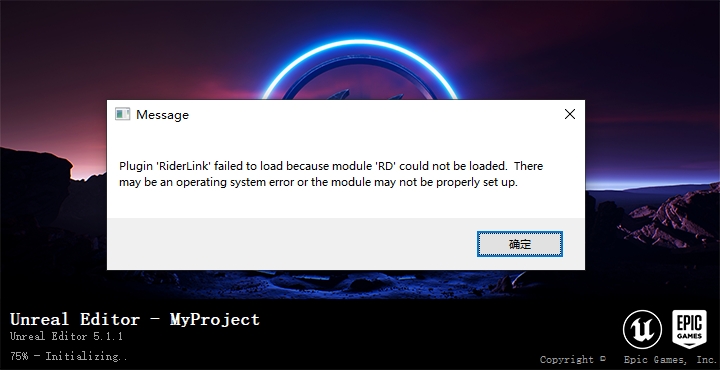 Message
Plugin 'RiderLink' failed to load because module 'RD' could not be loaded.  There
may be an operating system error or the module may not be properly set up.
确定
Unreal Editor - MyProject
Unreal Editor 5.1.1
75% - Initializing..
EPIC
GAMES
Copyright ©  Epic Games, Inc.